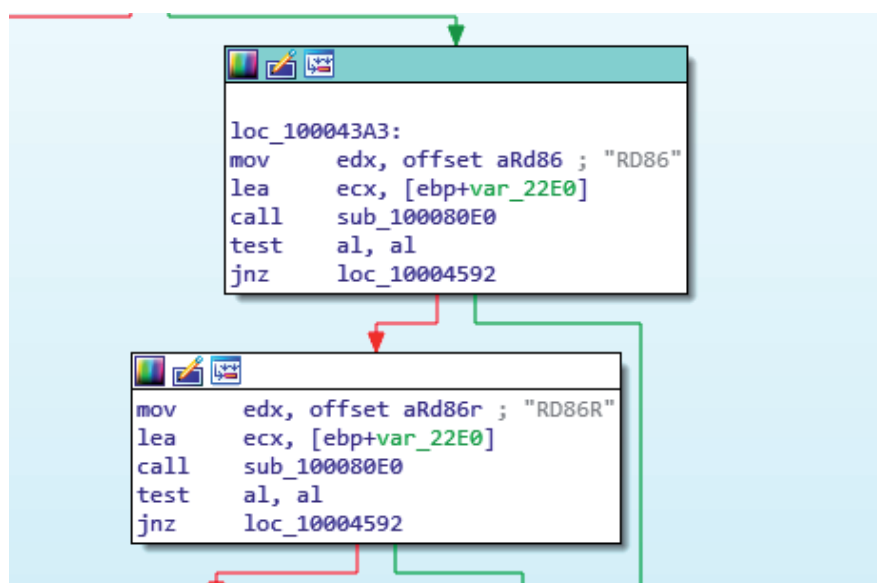 loc_100043A3:
mov edx, offset aRd86 ; "RD86"
lea ecx, [ebp+var_22E0]
call sub_100080E0
test al, al
jnz loc_10004592
mov edx, offset aRd86r ; "RD86R"
lea ecx, [ebp+var_22E0]
call sub_100080E0
test al, al
jnz loc_10004592